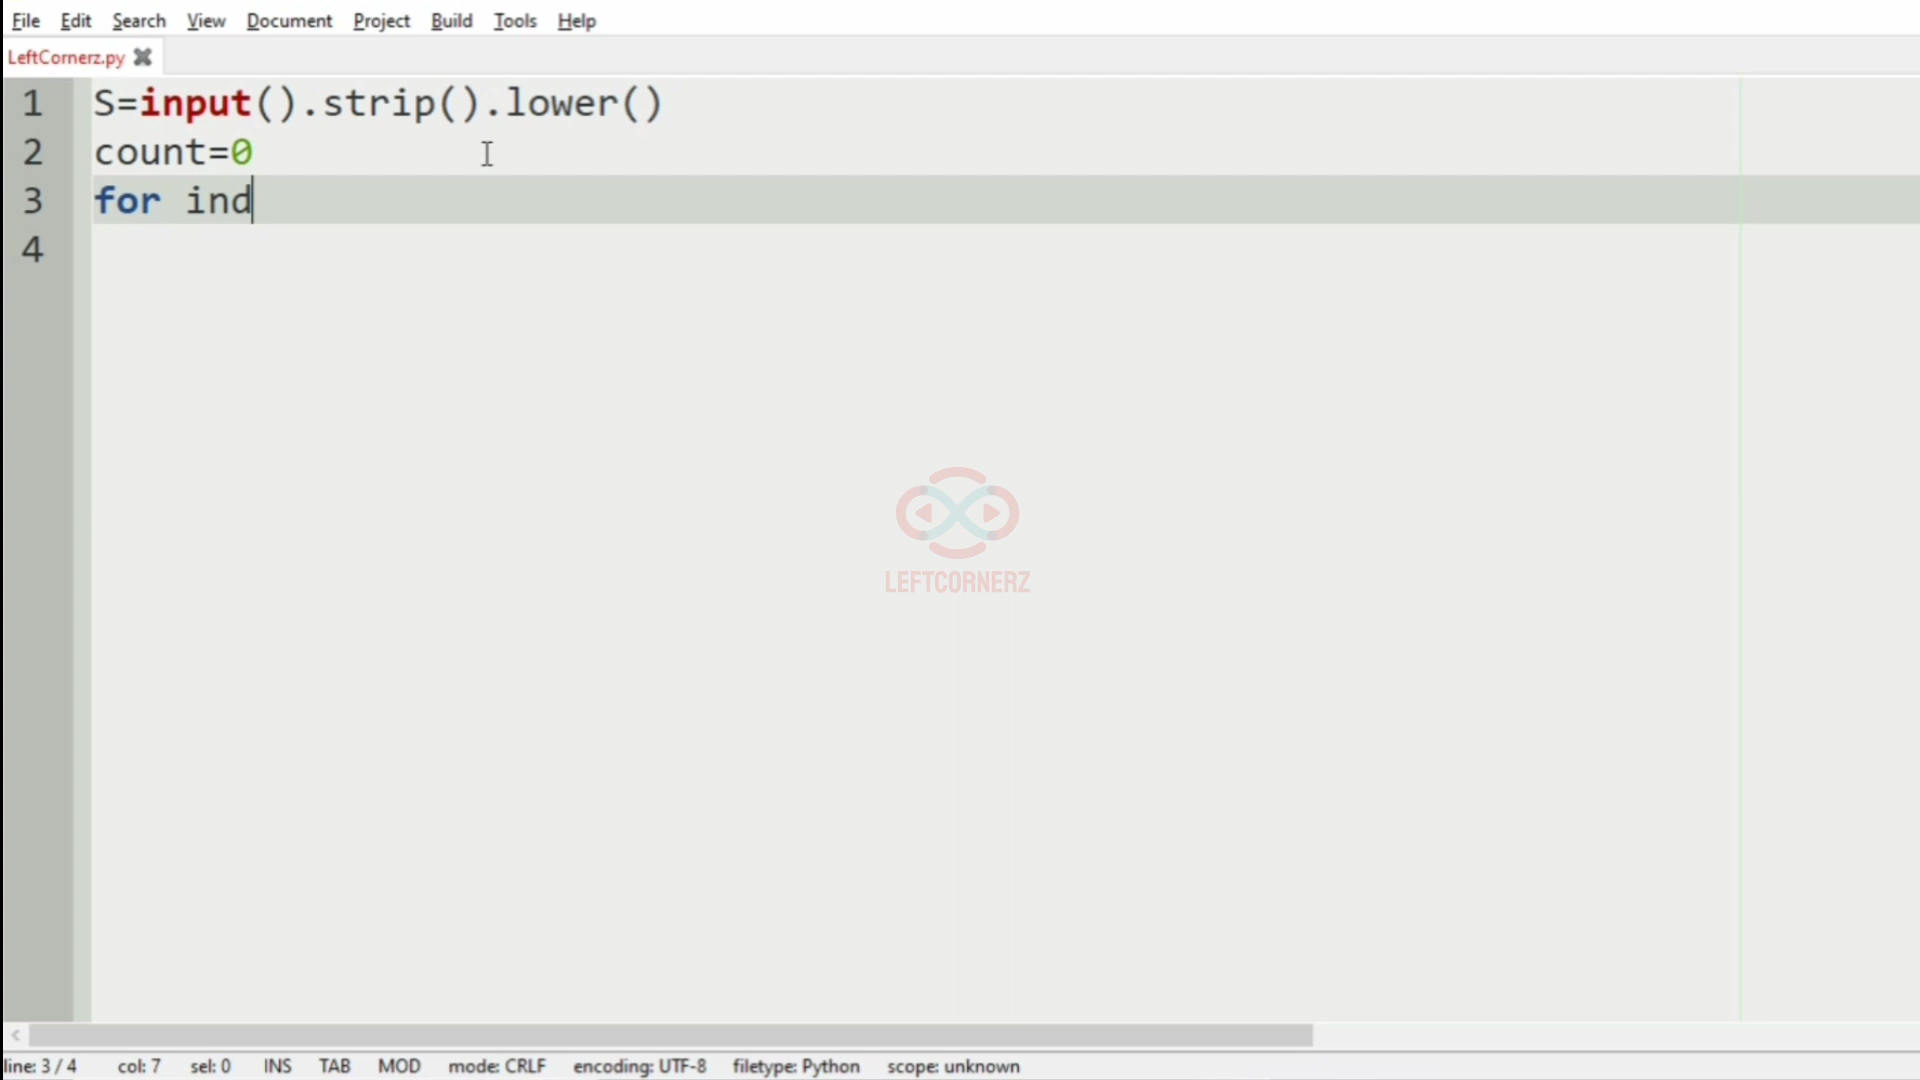 File Edit Search View Document Project Build Tools Help
LeftCornerz.py
1 S=input().strip().lower()
2 count=0
3 for ind
4
LEFTCORNERZ
line: 3 / 4 col: 7 sel: 0 INS TAB MOD mode: CRLF encoding: UTF-8 filetype: Python scope: unknown